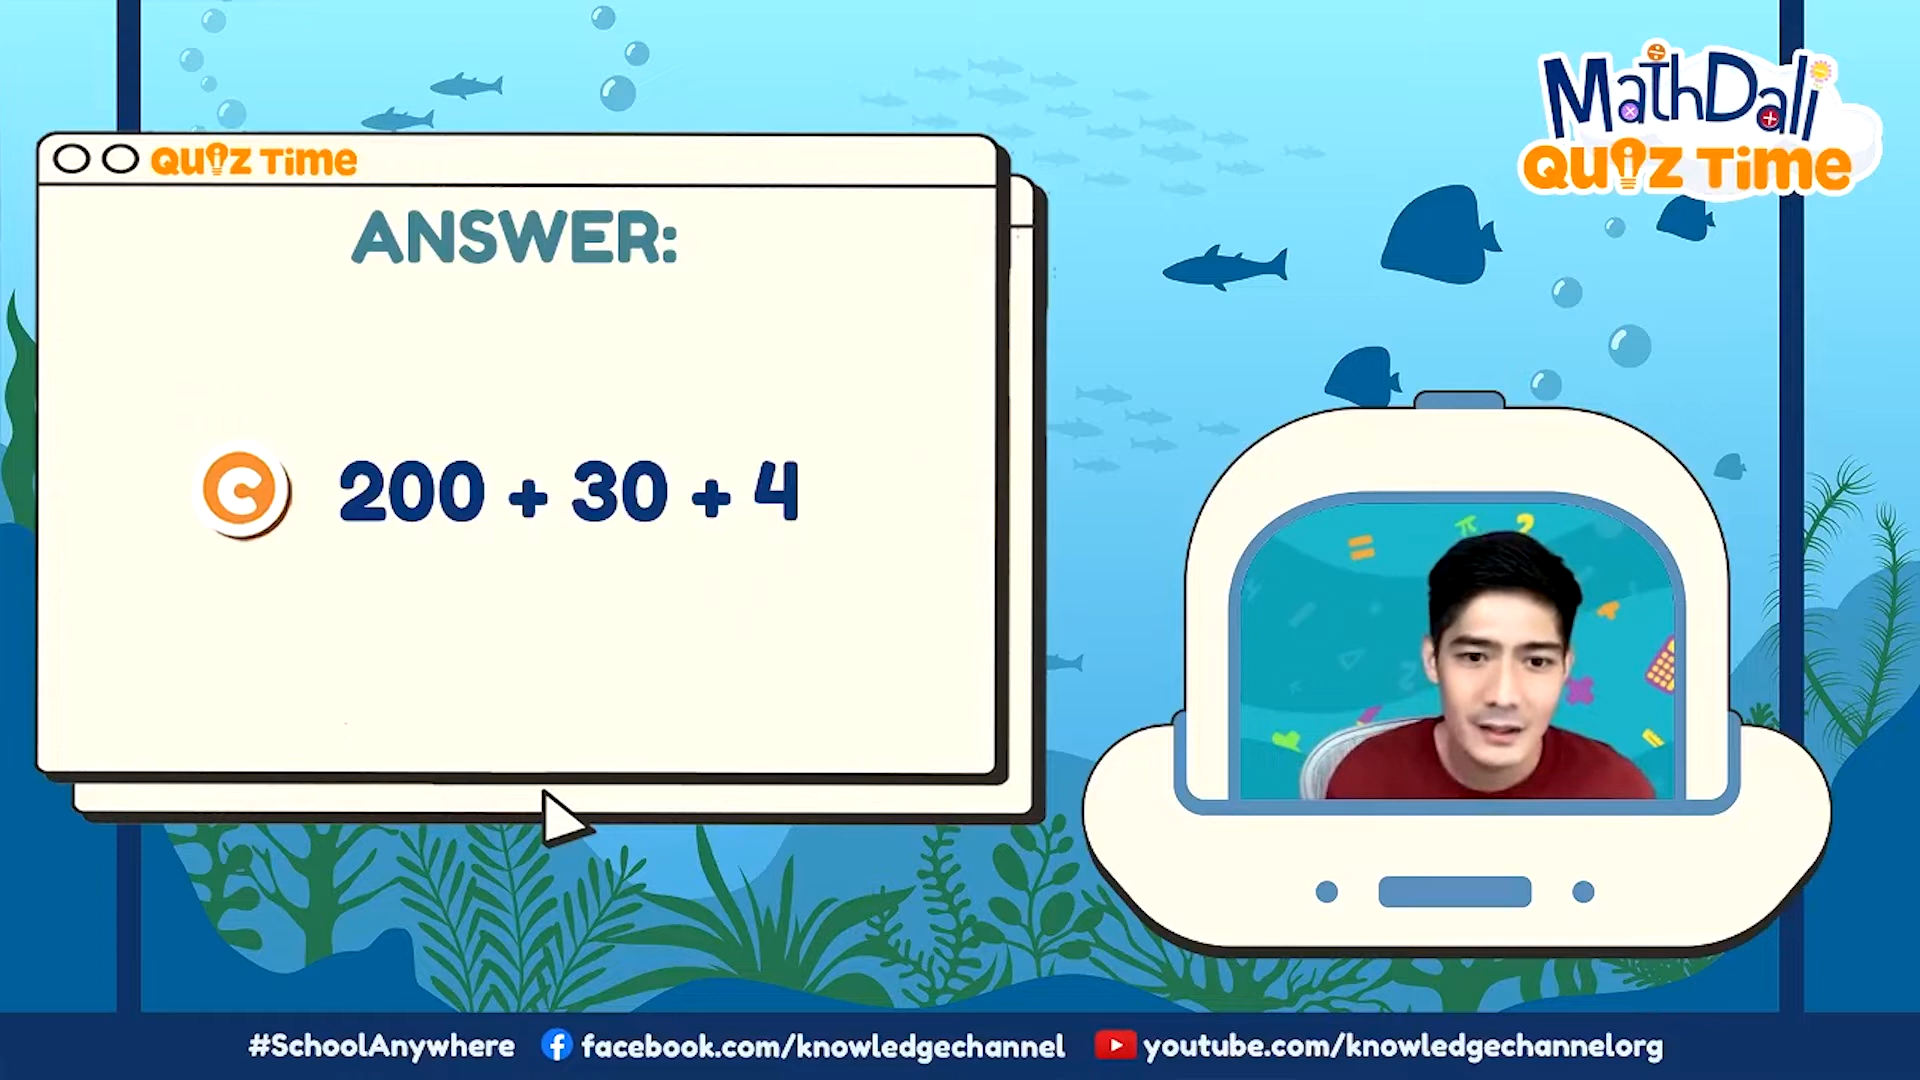 MathDali
QUIZ TIME
QUIZ TIME
ANSWER:
C 200 + 30 + 4
#SchoolAnywhere facebook.com/knowledgechannel youtube.com/knowledgechannelorg